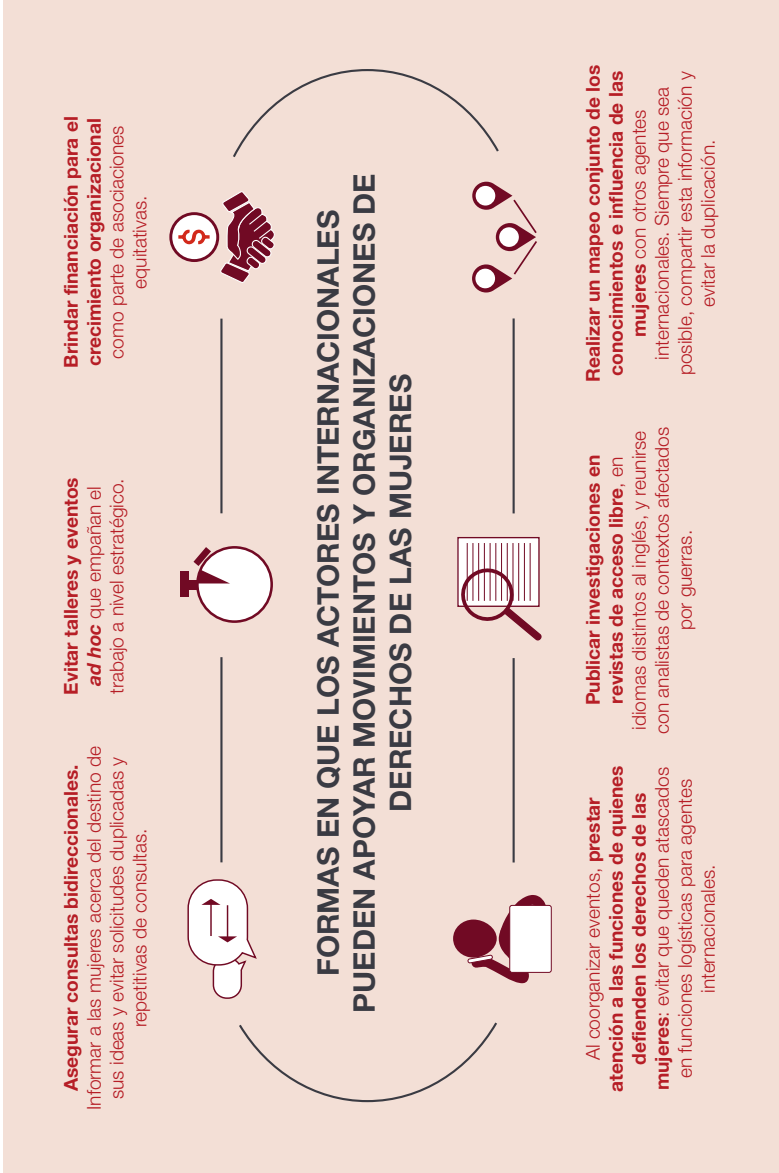 Asegurar consultas bidireccionales.
Informar a las mujeres acerca del destino de
sus ideas y evitar solicitudes duplicadas y
repetitivas de consultas.
Evitar talleres y eventos
ad hoc que empañan el
trabajo a nivel estratégico.
Brindar financiación para el
crecimiento organizacional
como parte de asociaciones
equitativas.
$
FORMAS EN QUE LOS ACTORES INTERNACIONALES
PUEDEN APOYAR MOVIMIENTOS Y ORGANIZACIONES DE
DERECHOS DE LAS MUJERES
Al coorganizar eventos, prestar
atención a las funciones de quienes
defienden los derechos de las
mujeres: evitar que queden atascados
en funciones logísticas para agentes
internacionales.
Publicar investigaciones en
revistas de acceso libre, en
idiomas distintos al inglés, y reunirse
con analistas de contextos afectados
por guerras.
Realizar un mapeo conjunto de los
conocimientos e influencia de las
mujeres con otros agentes
internacionales. Siempre que sea
posible, compartir esta información y
evitar la duplicación.